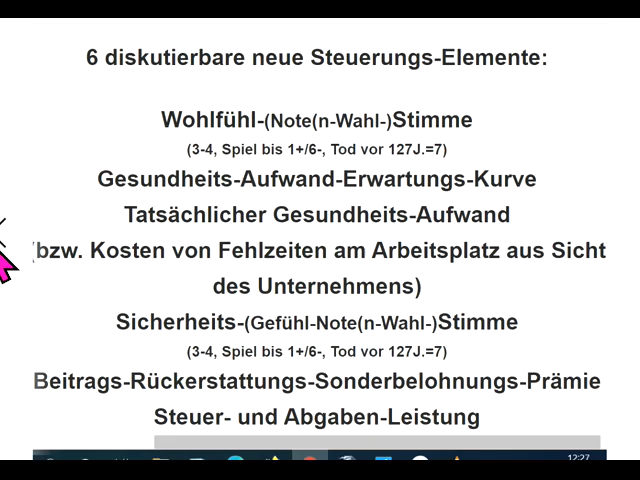 6 diskutierbare neue Steuerungs-Elemente:
Wohlfühl-(Note(n-Wahl-)Stimme
(3-4, Spiel bis 1+/6-, Tod vor 127J.=7)
Gesundheits-Aufwand-Erwartungs-Kurve
Tatsächlicher Gesundheits-Aufwand
(bzw. Kosten von Fehlzeiten am Arbeitsplatz aus Sicht
des Unternehmens)
Sicherheits-(Gefühl-Note(n-Wahl-)Stimme
(3-4, Spiel bis 1+/6-, Tod vor 127J.=7)
Beitrags-Rückerstattungs-Sonderbelohnungs-Prämie
Steuer- und Abgaben-Leistung
12:27